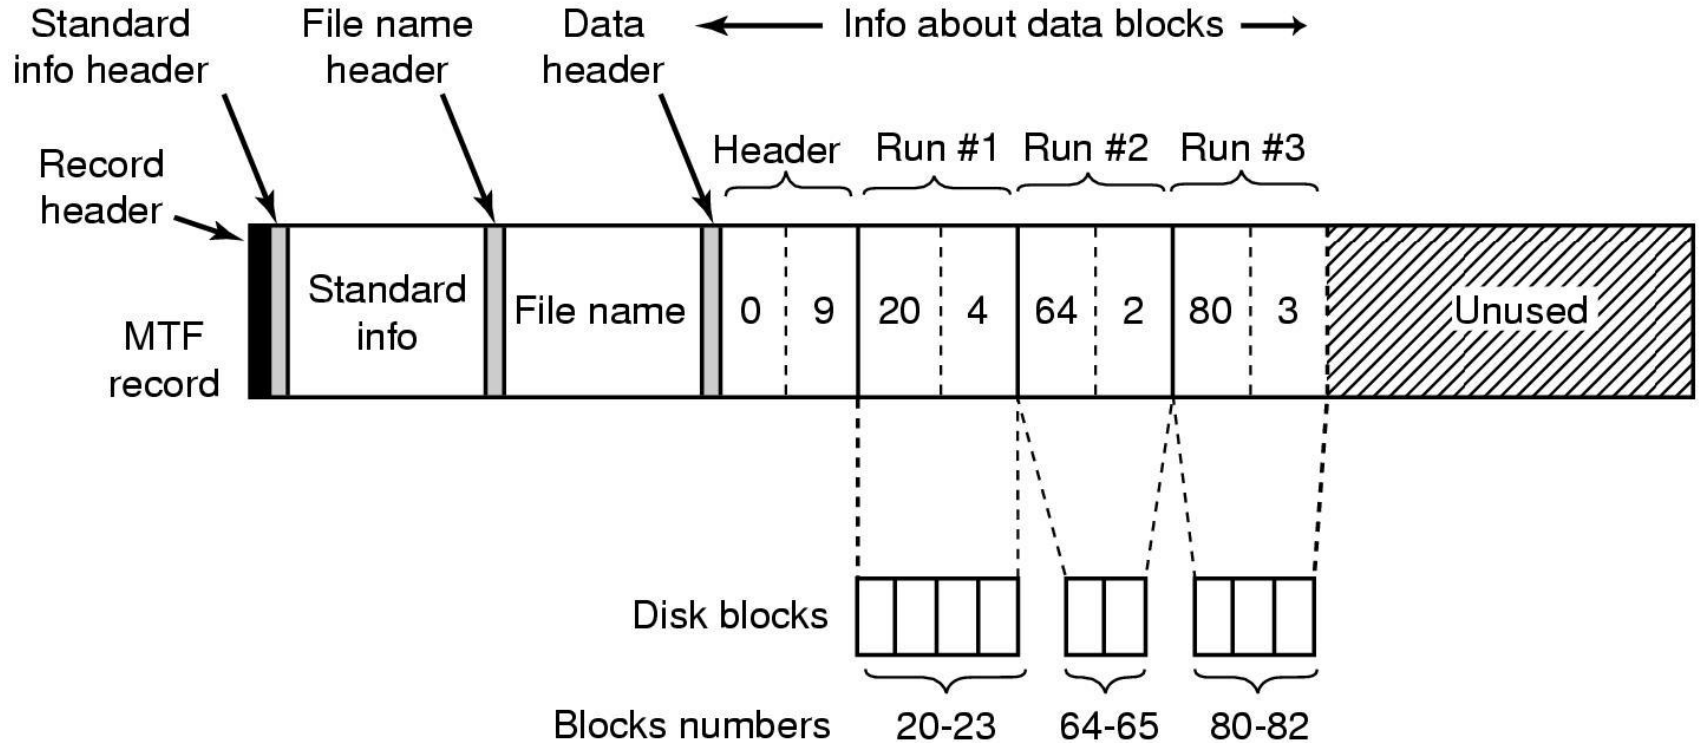 Standard
info header
File name
header
Data
header
Info about data blocks
Record
header
Header
Run #1
Run #2
Run #3
MTF
record
Standard
info
File name
0
9
20
4
64
2
80
3
Unused
Disk blocks
Blocks numbers
20-23
64-65
80-82